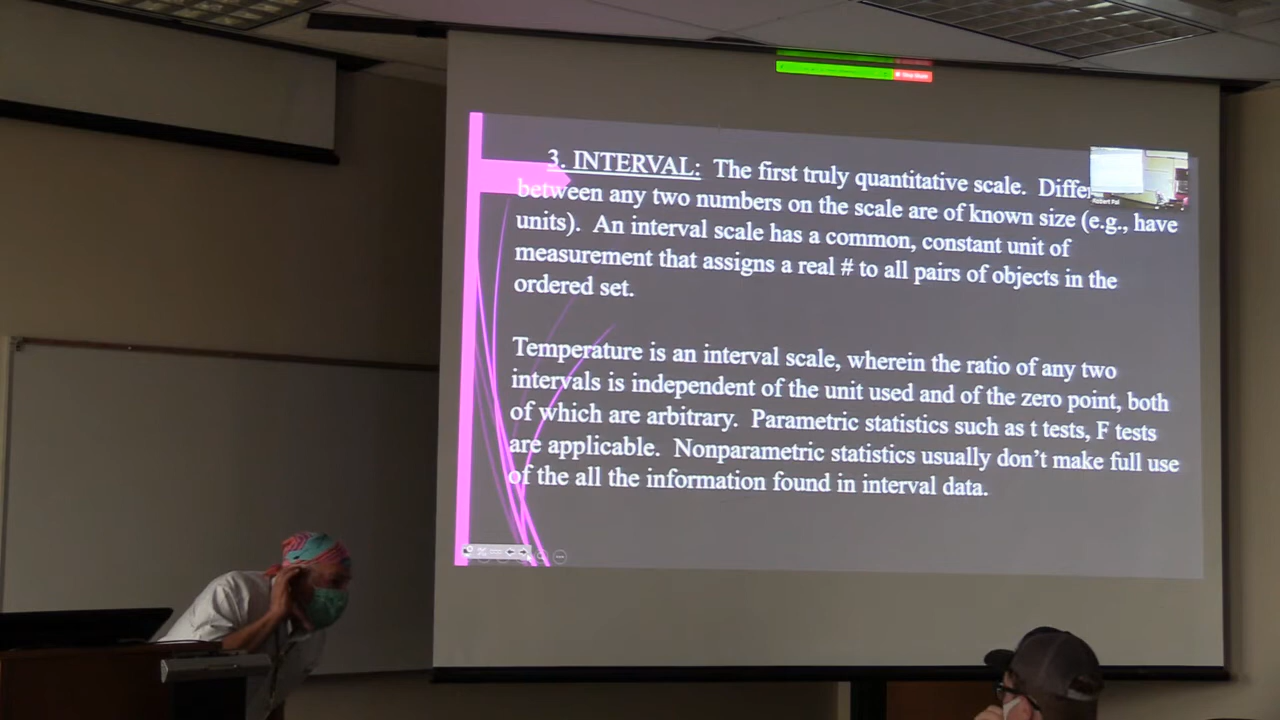 3. INTERVAL: The first truly quantitative scale. Differ
between any two numbers on the scale are of known size (e.g., have
units). An interval scale has a common, constant unit of
measurement that assigns a real # to all pairs of objects in the
ordered set.
Temperature is an interval scale, wherein the ratio of any two
intervals is independent of the unit used and of the zero point, both
of which are arbitrary. Parametric statistics such as t tests, F tests
are applicable. Nonparametric statistics usually don't make full use
of the all the information found in interval data.